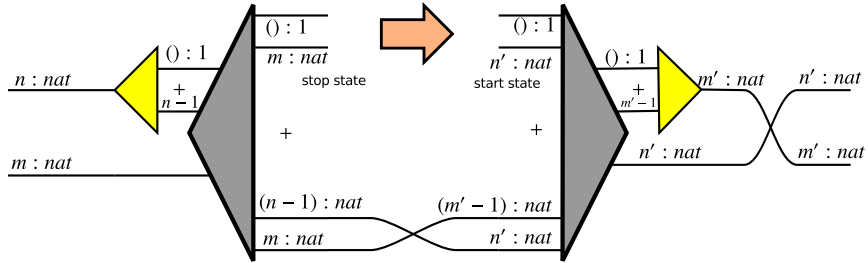 () : 1
() : 1
m : nat
n′ : nat
() : 1
() : 1
n : nat
+
n − 1
stop state
start state
+
m′ − 1
m′ : nat
n′ : nat
+
+
m : nat
n′ : nat
m′ : nat
(n − 1) : nat
(m′ − 1) : nat
m : nat
n′ : nat